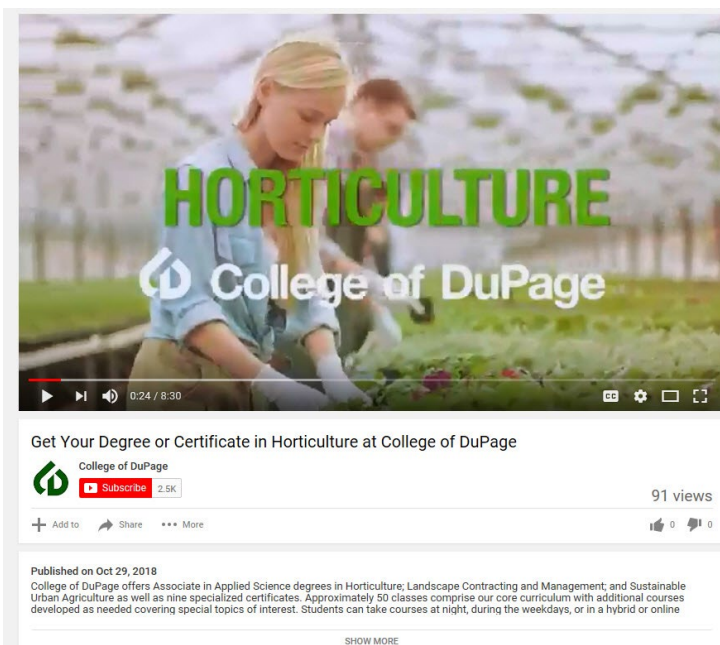 HORTICULTURE
College of DuPage
0:24 / 8:30
CC
Get Your Degree or Certificate in Horticulture at College of DuPage
College of DuPage
Subscribe 2.5K
91 views
Add to Share More
0 0
Published on Oct 29, 2018
College of DuPage offers Associate in Applied Science degrees in Horticulture; Landscape Contracting and Management; and Sustainable
Urban Agriculture as well as nine specialized certificates. Approximately 50 classes comprise our core curriculum with additional courses
developed as needed covering special topics of interest. Students can take courses at night, during the weekdays, or in a hybrid or online
SHOW MORE